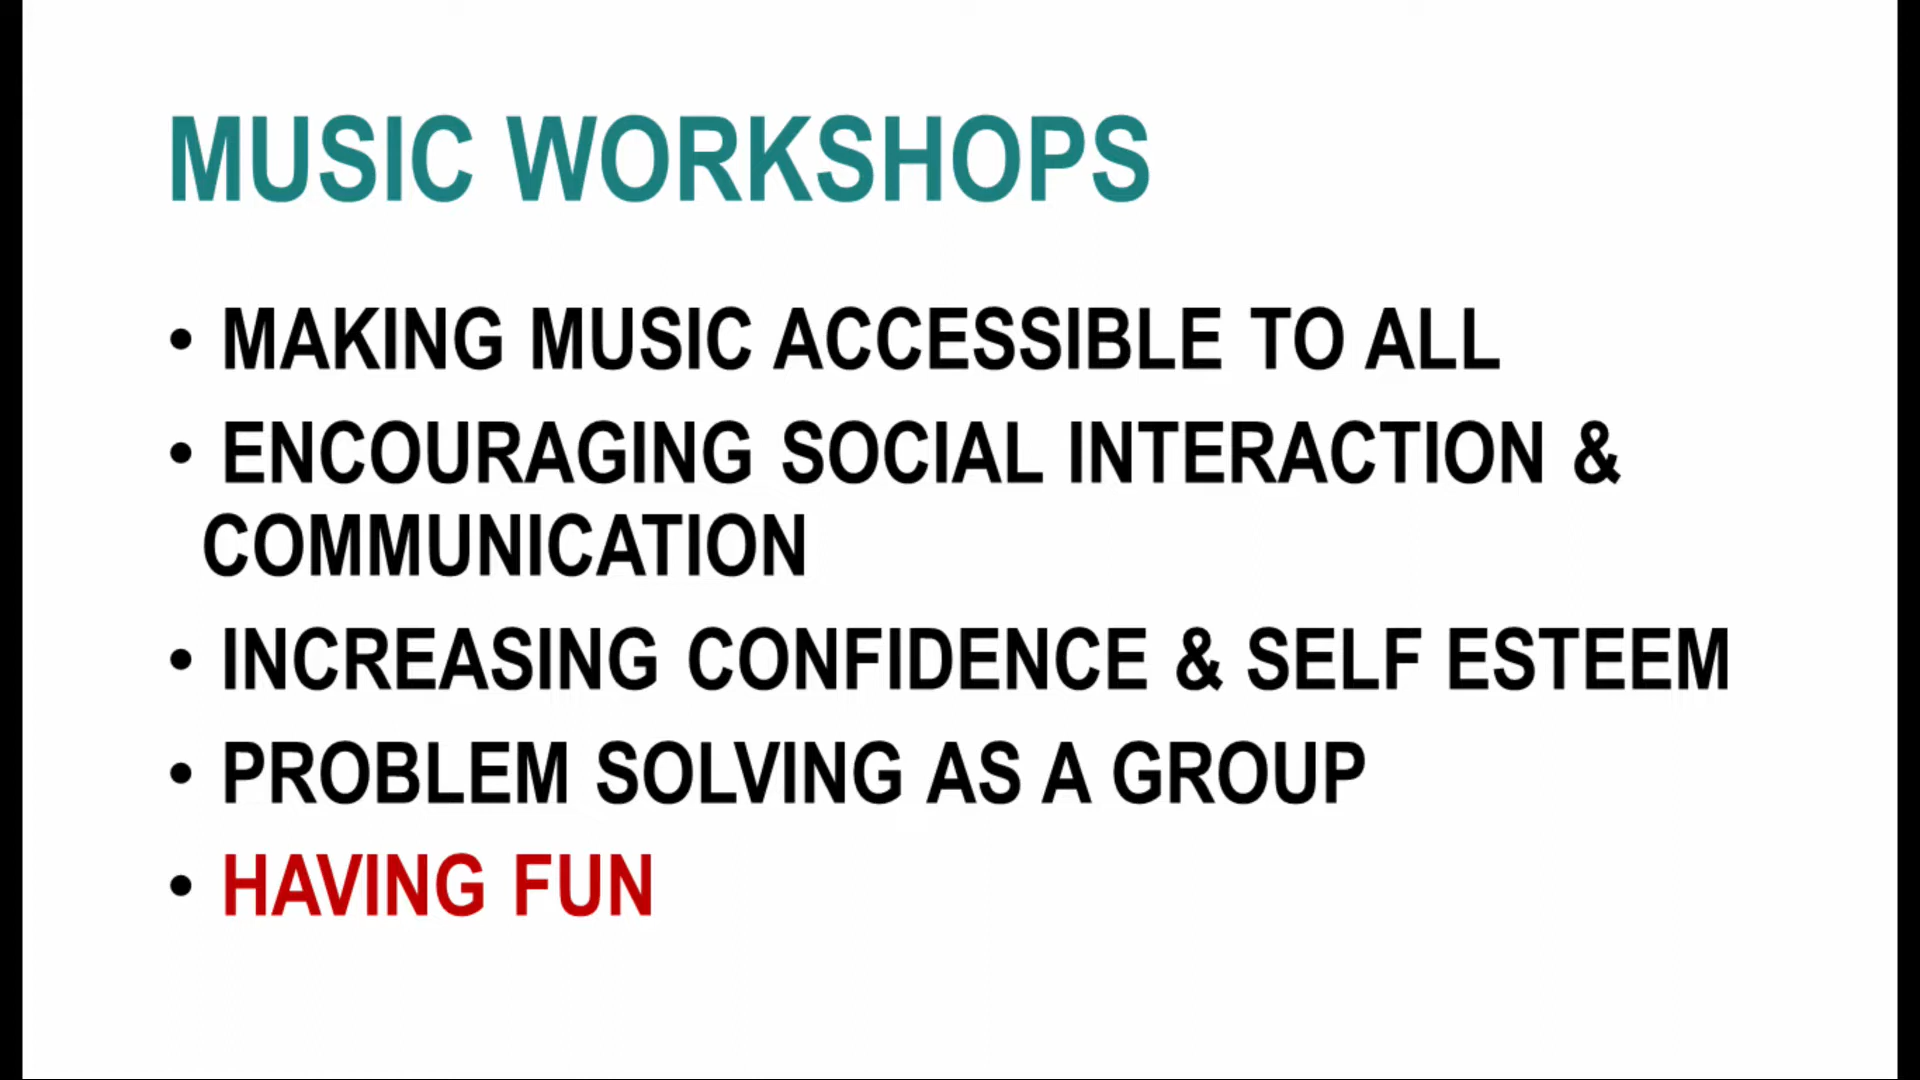 MUSIC WORKSHOPS
• MAKING MUSIC ACCESSIBLE TO ALL
• ENCOURAGING SOCIAL INTERACTION &
COMMUNICATION
• INCREASING CONFIDENCE & SELF ESTEEM
• PROBLEM SOLVING AS A GROUP
• HAVING FUN